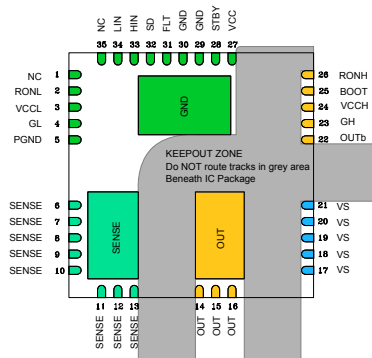 NC LIN HIN SD FLT GND GND STBY VCC
35 34 33 32 31 30 29 28 27
NC 1
RONL 2
VCCL 3
GL 4
PGND 5
GND
26 RONH
25 BOOT
24 VCCH
23 GH
22 OUTb
KEEPOUT ZONE
Do NOT route tracks in grey area
Beneath IC Package
SENSE 6
SENSE 7
SENSE 8
SENSE 9
SENSE 10
SENSE
OUT
21 VS
20 VS
19 VS
18 VS
17 VS
11 12 13 14 15 16
SENSE SENSE SENSE OUT OUT OUT